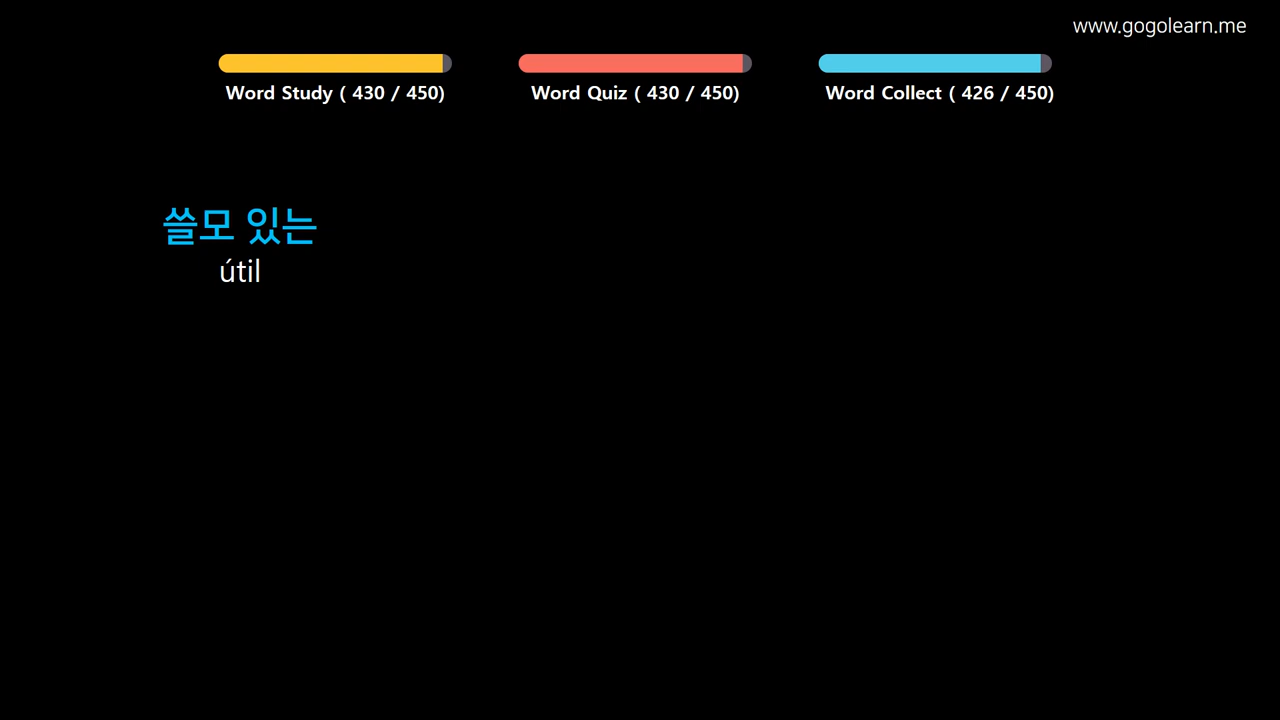 www.gogolearn.me
Word Study ( 430 / 450)
Word Quiz ( 430 / 450)
Word Collect ( 426 / 450)
쓸모 있는
útil